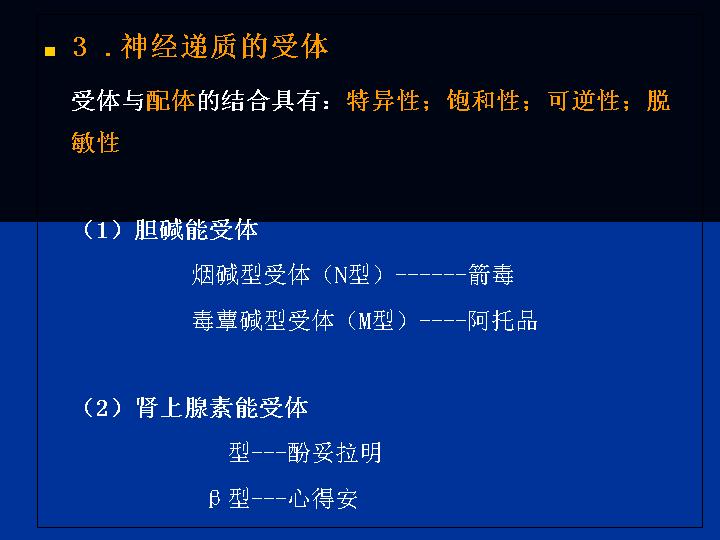 3 .神经递质的受体
受体与配体的结合具有：特异性；饱和性；可逆性；脱
敏性
（1）胆碱能受体
烟碱型受体（N型）------箭毒
毒蕈碱型受体（M型）----阿托品
（2）肾上腺素能受体
型---酚妥拉明
β型---心得安